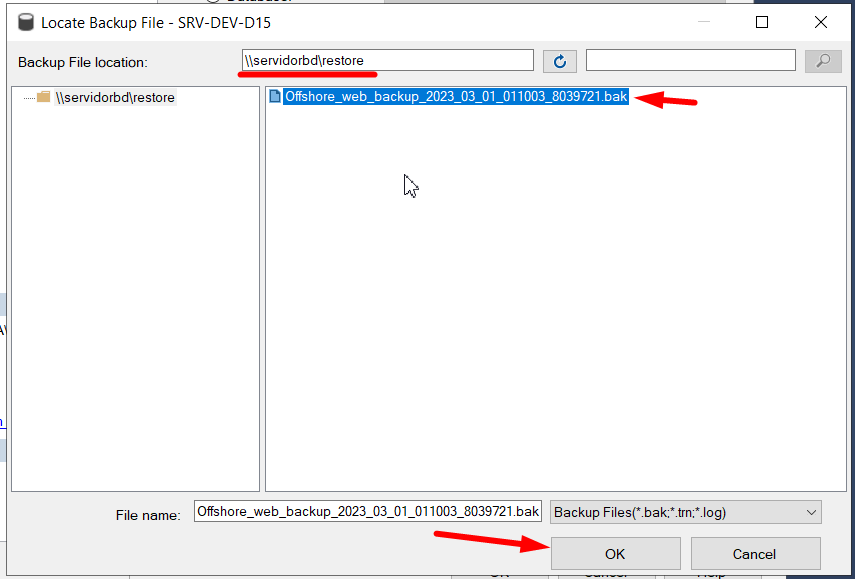 Locate Backup File - SRV-DEV-D15
Backup File location:
\\servidorbd\restore
\\servidorbd\restore
Offshore_web_backup_2023_03_01_011003_8039721.bak
File name:
Offshore_web_backup_2023_03_01_011003_8039721.bak
Backup Files(*.bak;*.trn;*.log)
OK
Cancel